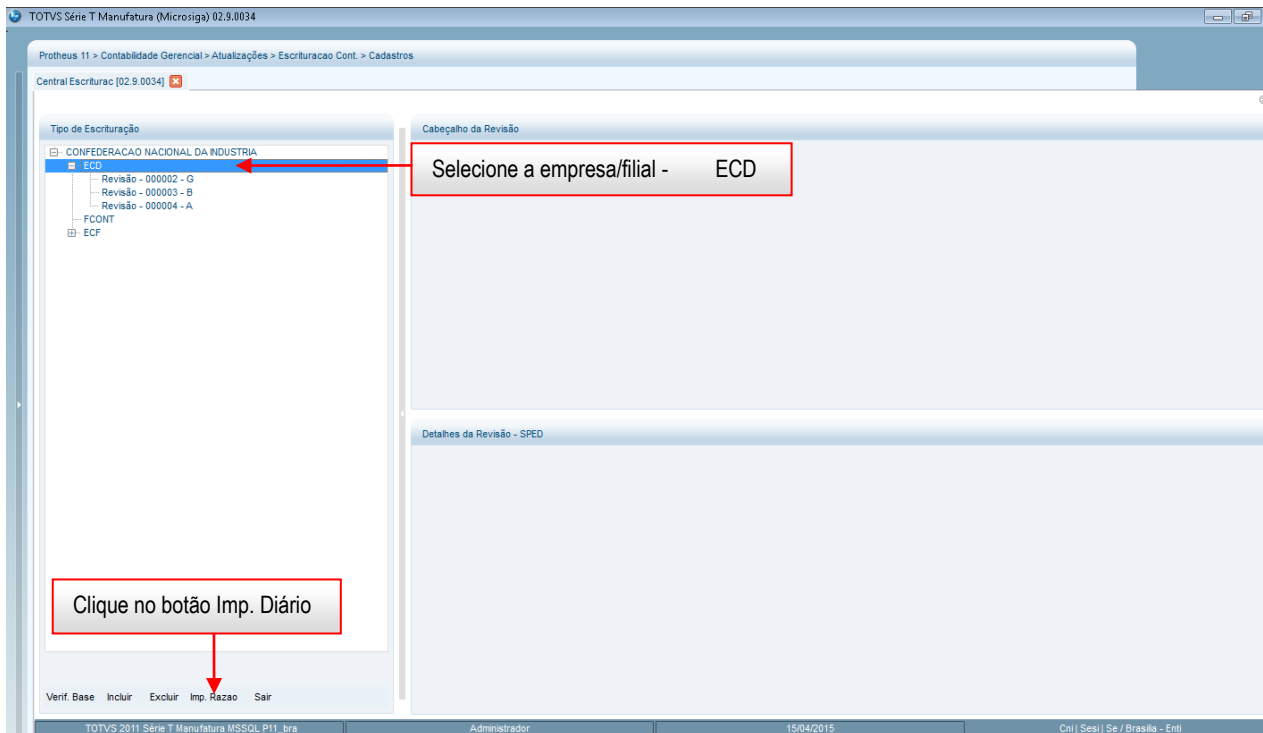 TOTVS Série T Manufatura (Microsiga) 02.9.0034
Protheus 11 > Contabilidade Gerencial > Atualizações > Escrituracao Cont. > Cadastros
Central Escriturac [02.9.0034]
Tipo de Escrituração
Cabeçalho da Revisão
CONFEDERACAO NACIONAL DA INDUSTRIA
ECD
Revisão - 000002 - G
Revisão - 000003 - B
Revisão - 000004 - A
FCONT
ECF
Selecione a empresa/filial - ECD
Detalhes da Revisão - SPED
Clique no botão Imp. Diário
Verif. Base Incluir Excluir Imp. Razao Sair
TOTVS 2011 Série T Manufatura MSSQL P11_bra Administrador 15/04/2015 Cni | Sesi | Se / Brasilia - Enti